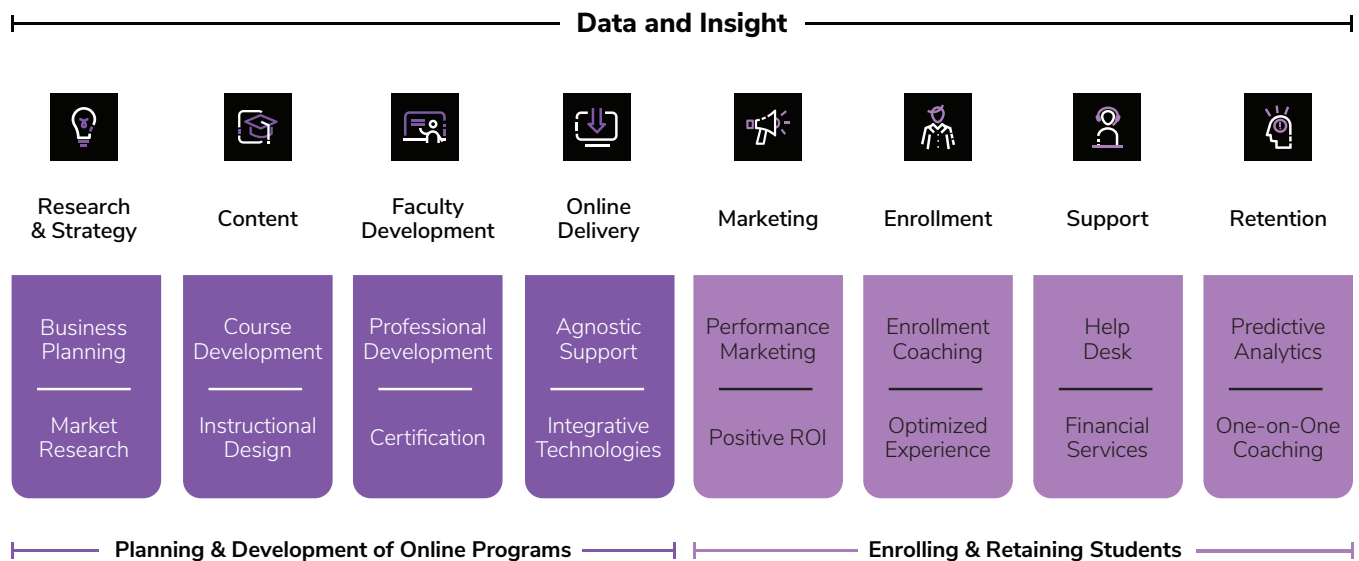 Data and Insight
Research
& Strategy
Content
Faculty
Development
Online
Delivery
Marketing
Enrollment
Support
Retention
Business
Planning
Market
Research
Course
Development
Instructional
Design
Professional
Development
Certification
Agnostic
Support
Integrative
Technologies
Performance
Marketing
Positive ROI
Enrollment
Coaching
Optimized
Experience
Help
Desk
Financial
Services
Predictive
Analytics
One-on-One
Coaching
Planning & Development of Online Programs
Enrolling & Retaining Students